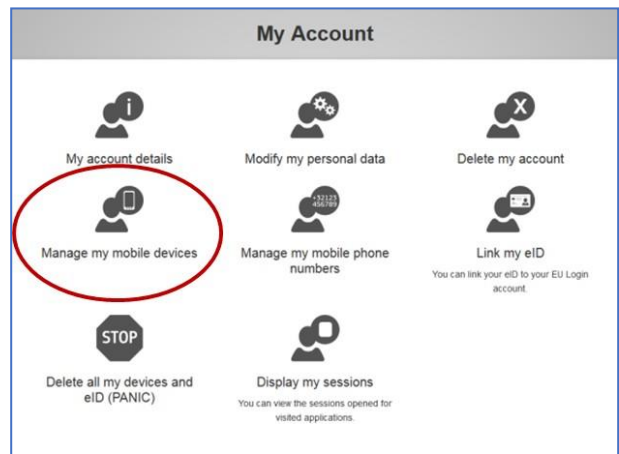 My Account
i
X
My account details
Modify my personal data
Delete my account
+32123
456789
Manage my mobile devices
Manage my mobile phone
numbers
Link my eID
You can link your eID to your EU Login
account.
STOP
Delete all my devices and
eID (PANIC)
Display my sessions
You can view the sessions opened for
visited applications.